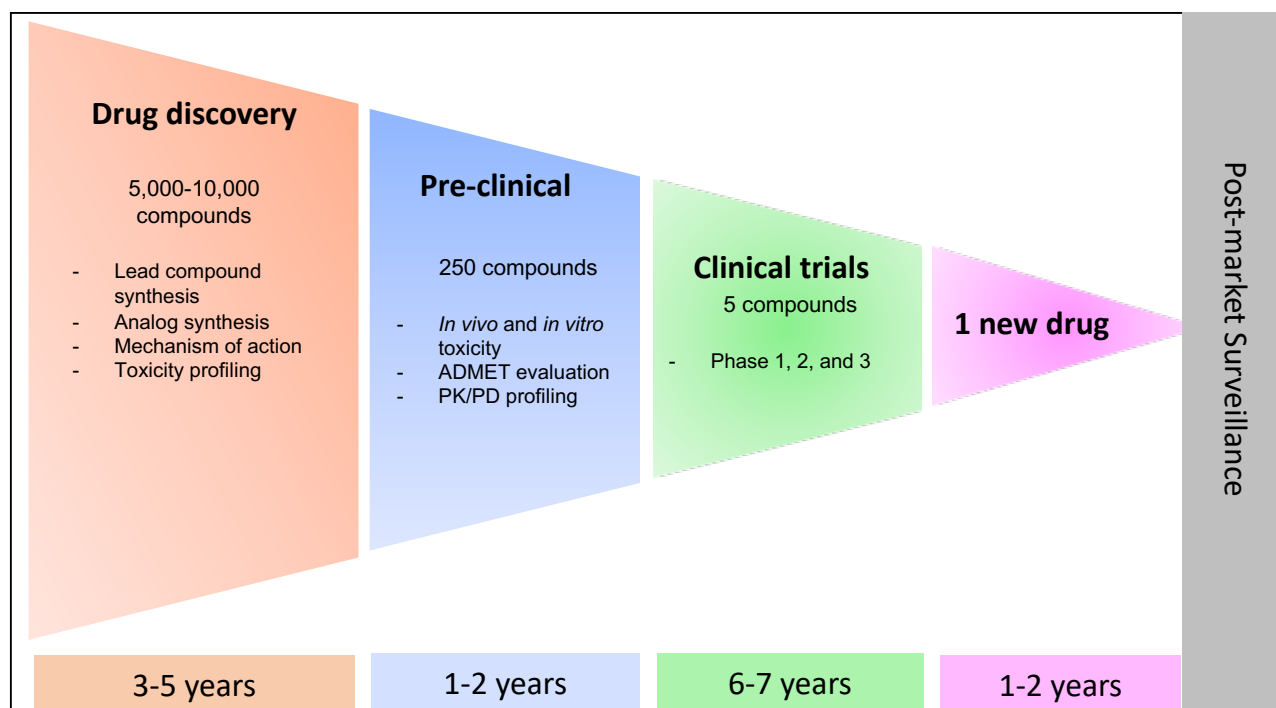 Drug discovery
5,000-10,000
compounds
- Lead compound
synthesis
- Analog synthesis
- Mechanism of action
- Toxicity profiling
3-5 years
Pre-clinical
250 compounds
- In vivo and in vitro
toxicity
- ADMET evaluation
- PK/PD profiling
1-2 years
Clinical trials
5 compounds
- Phase 1, 2, and 3
6-7 years
1 new drug
1-2 years
Post-market Surveillance